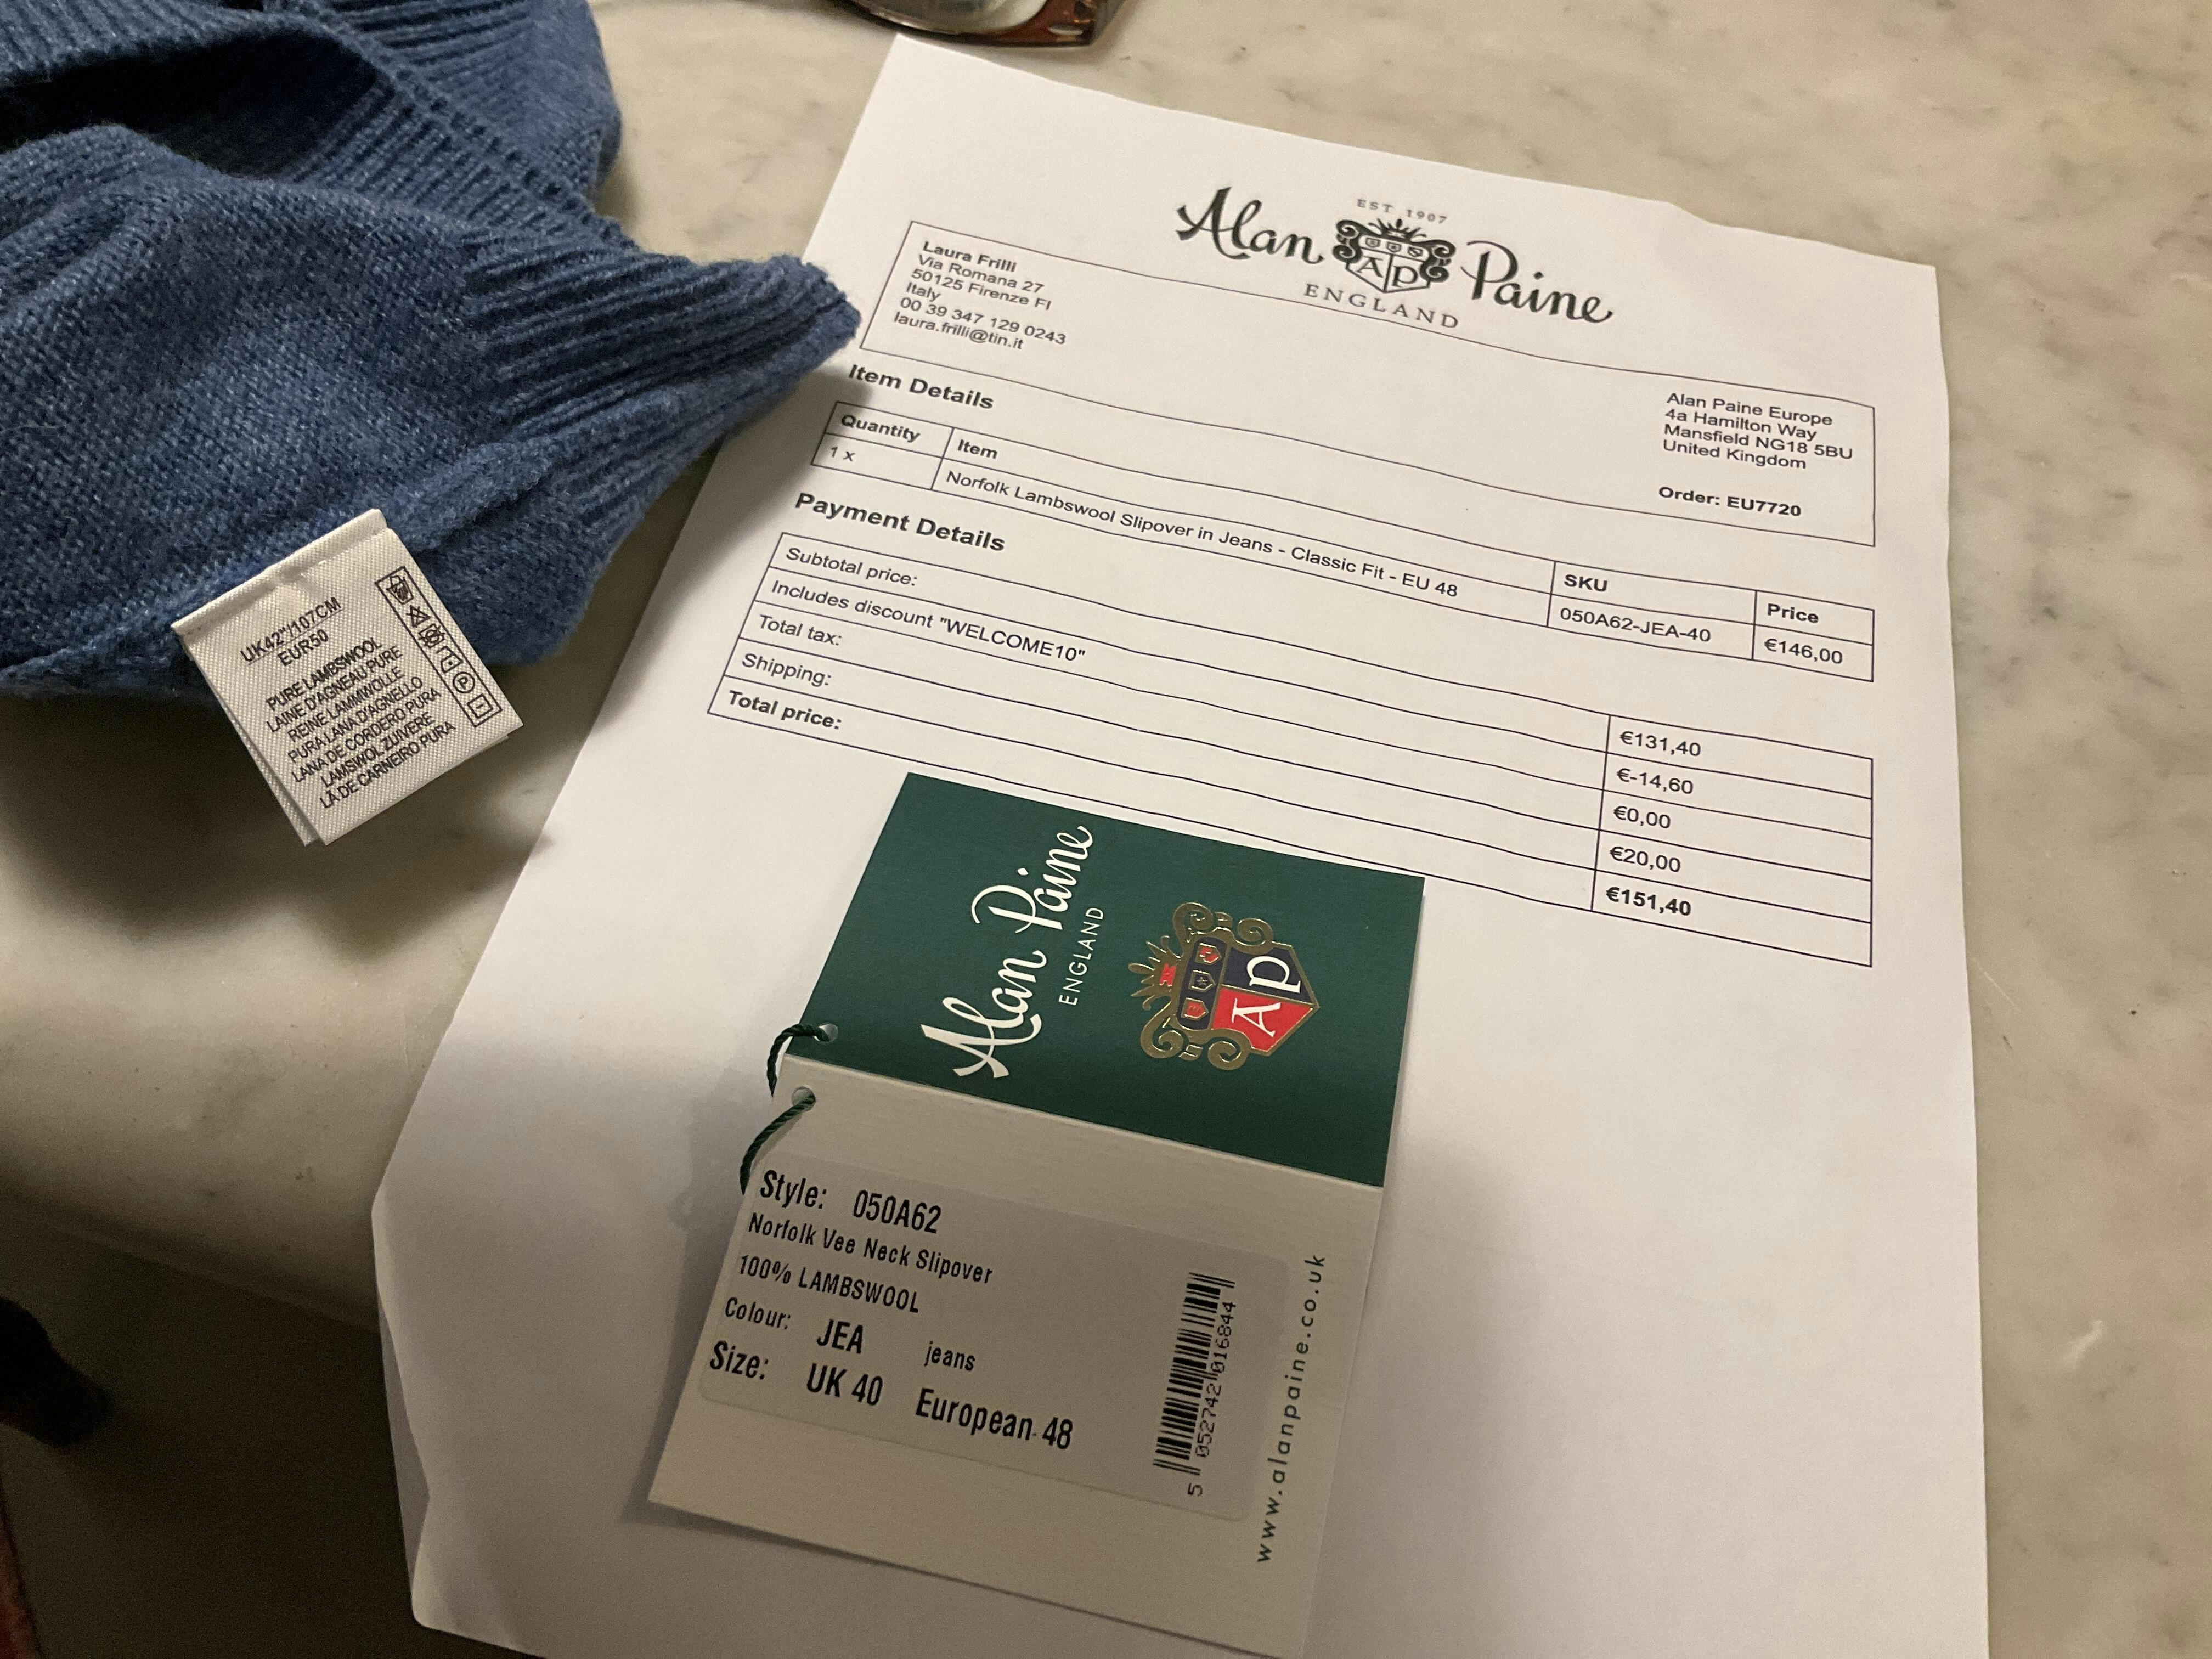 EST 1907
Alan AP Paine
ENGLAND
Laura Frilli
Via Romana 27
50125 Firenze FI
Italy
00 39 347 129 0243
laura.frilli@tin.it
Alan Paine Europe
4a Hamilton Way
Mansfield NG18 5BU
United Kingdom
Order: EU7720
Item Details
Quantity Item SKU Price
1 x Norfolk Lambswool Slipover in Jeans - Classic Fit - EU 48 050A62-JEA-40 €146,00
Payment Details
Subtotal price: €131,40
Includes discount "WELCOME10" €-14,60
Total tax: €0,00
Shipping: €20,00
Total price: €151,40
UK42"/107CM
EUR50
PURE LAMBSWOOL
LAINE D'AGNEAU PURE
REINE LAMMWOLLE
PURA LANA D'AGNELLO
LANA DE CORDERO PURA
LAMSWOL ZUIVERE
LÃ DE CARNEIRO PURA
P
Alan Paine
ENGLAND
AP
Style: 050A62
Norfolk Vee Neck Slipover
100% LAMBSWOOL
Colour: JEA jeans
Size: UK 40 European 48
5 052742 016844
www.alanpaine.co.uk